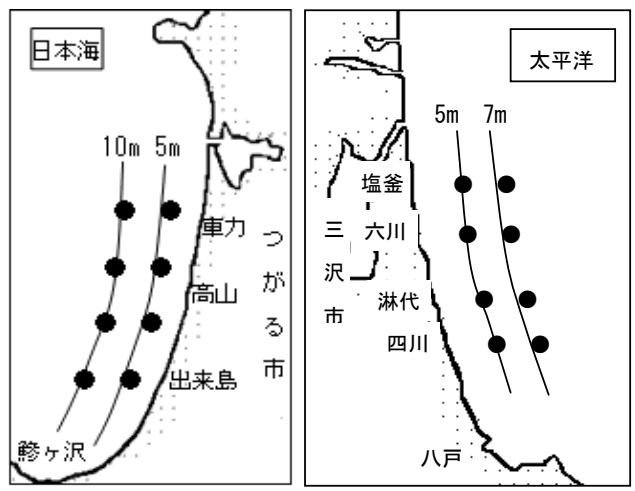 日本海
10m 5m
車力
高山
出来島
つがる市
鯵ヶ沢
太平洋
5m 7m
塩釜
六川
淋代
四川
三沢市
八戸